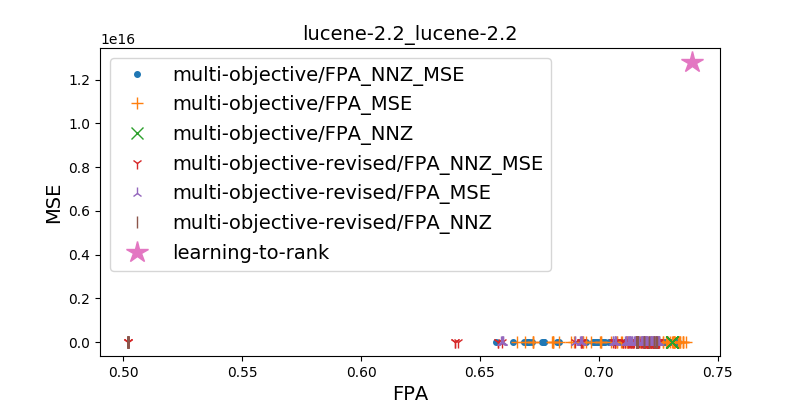 lucene-2.2_lucene-2.2
1e16
multi-objective/FPA_NNZ_MSE
multi-objective/FPA_MSE
multi-objective/FPA_NNZ
multi-objective-revised/FPA_NNZ_MSE
multi-objective-revised/FPA_MSE
multi-objective-revised/FPA_NNZ
learning-to-rank
MSE
1.2
1.0
0.8
0.6
0.4
0.2
0.0
0.50 0.55 0.60 0.65 0.70 0.75
FPA